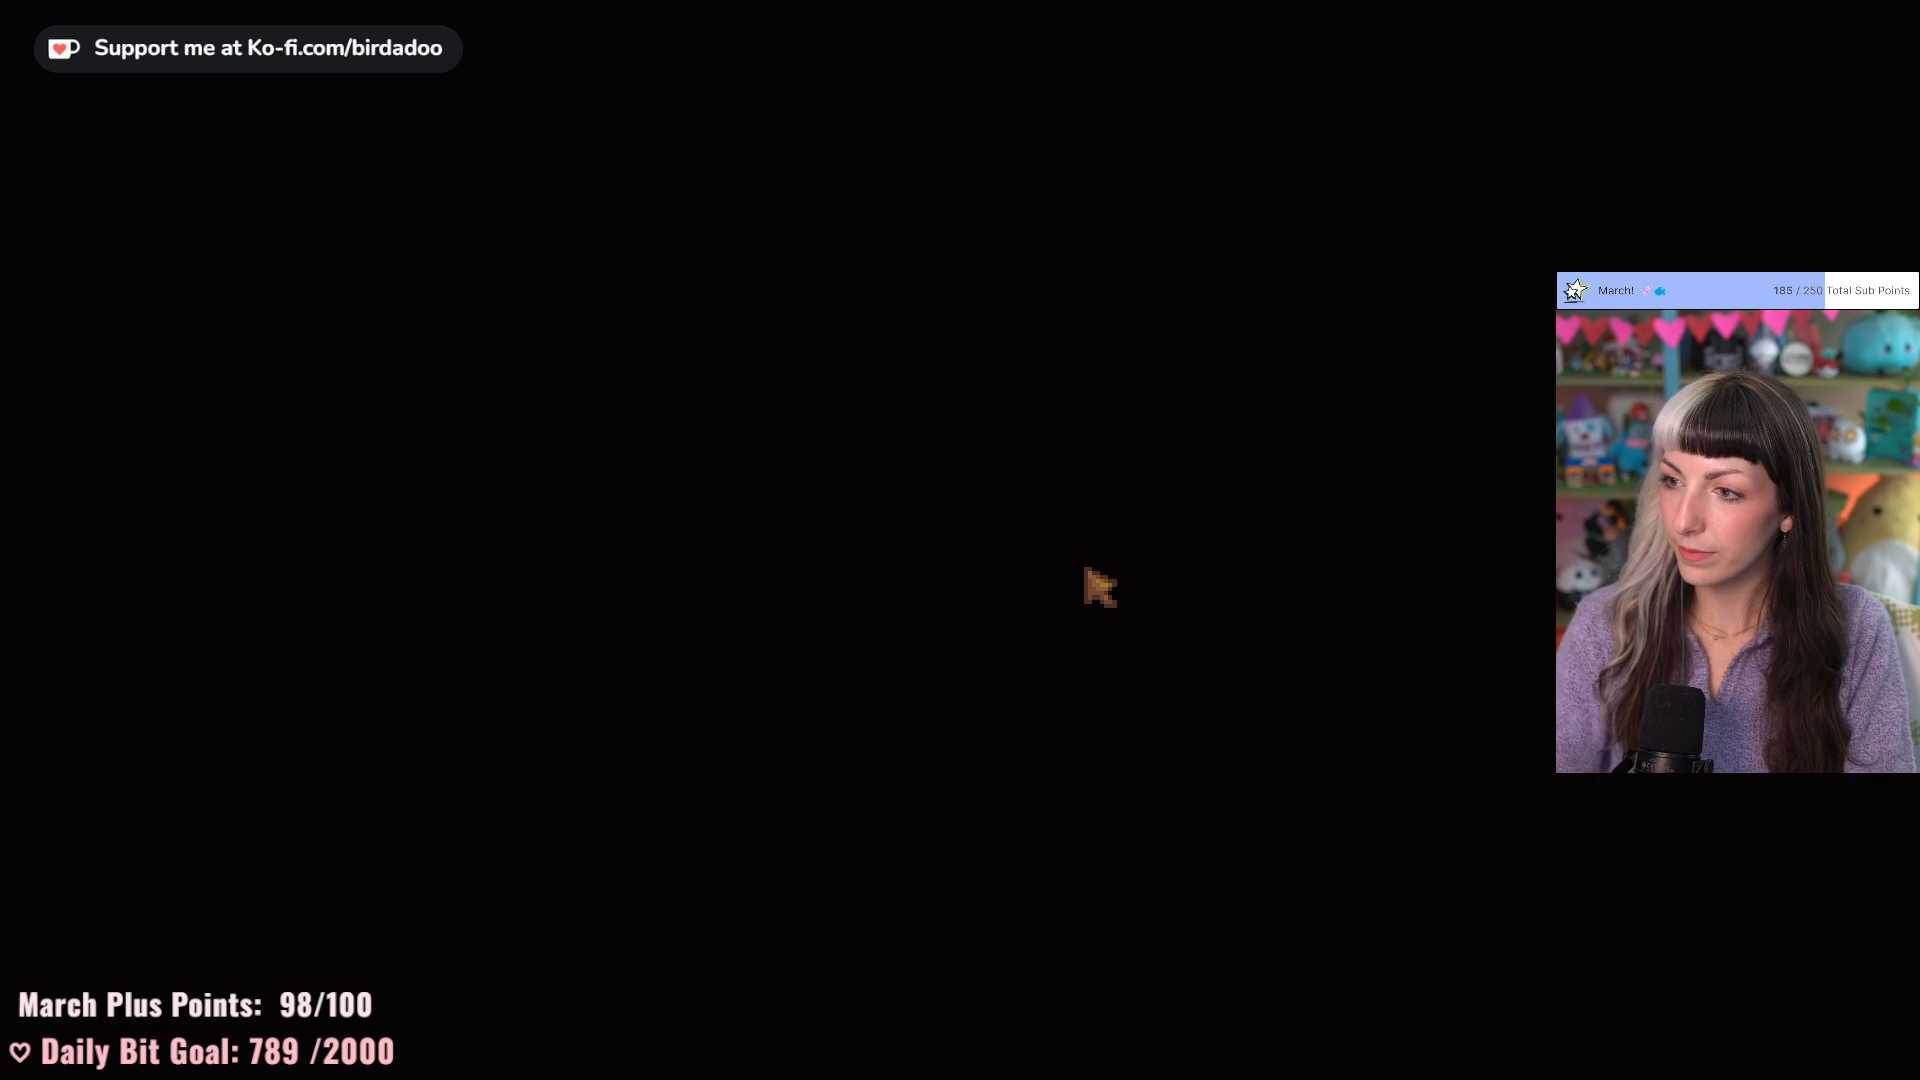 Support me at Ko-fi.com/birdadoo
March!
185 / 250 Total Sub Points
March Plus Points: 98/100
♡ Daily Bit Goal: 789 /2000